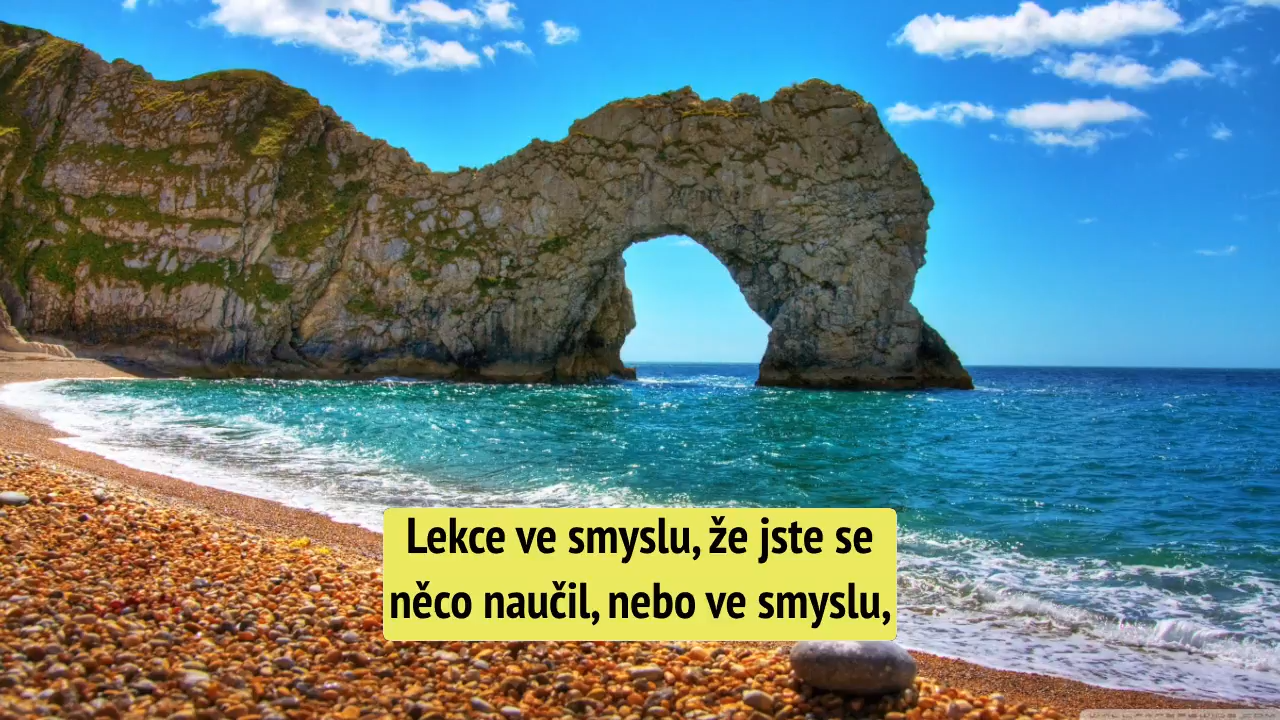 Lekce ve smyslu, že jste se
něco naučil, nebo ve smyslu,